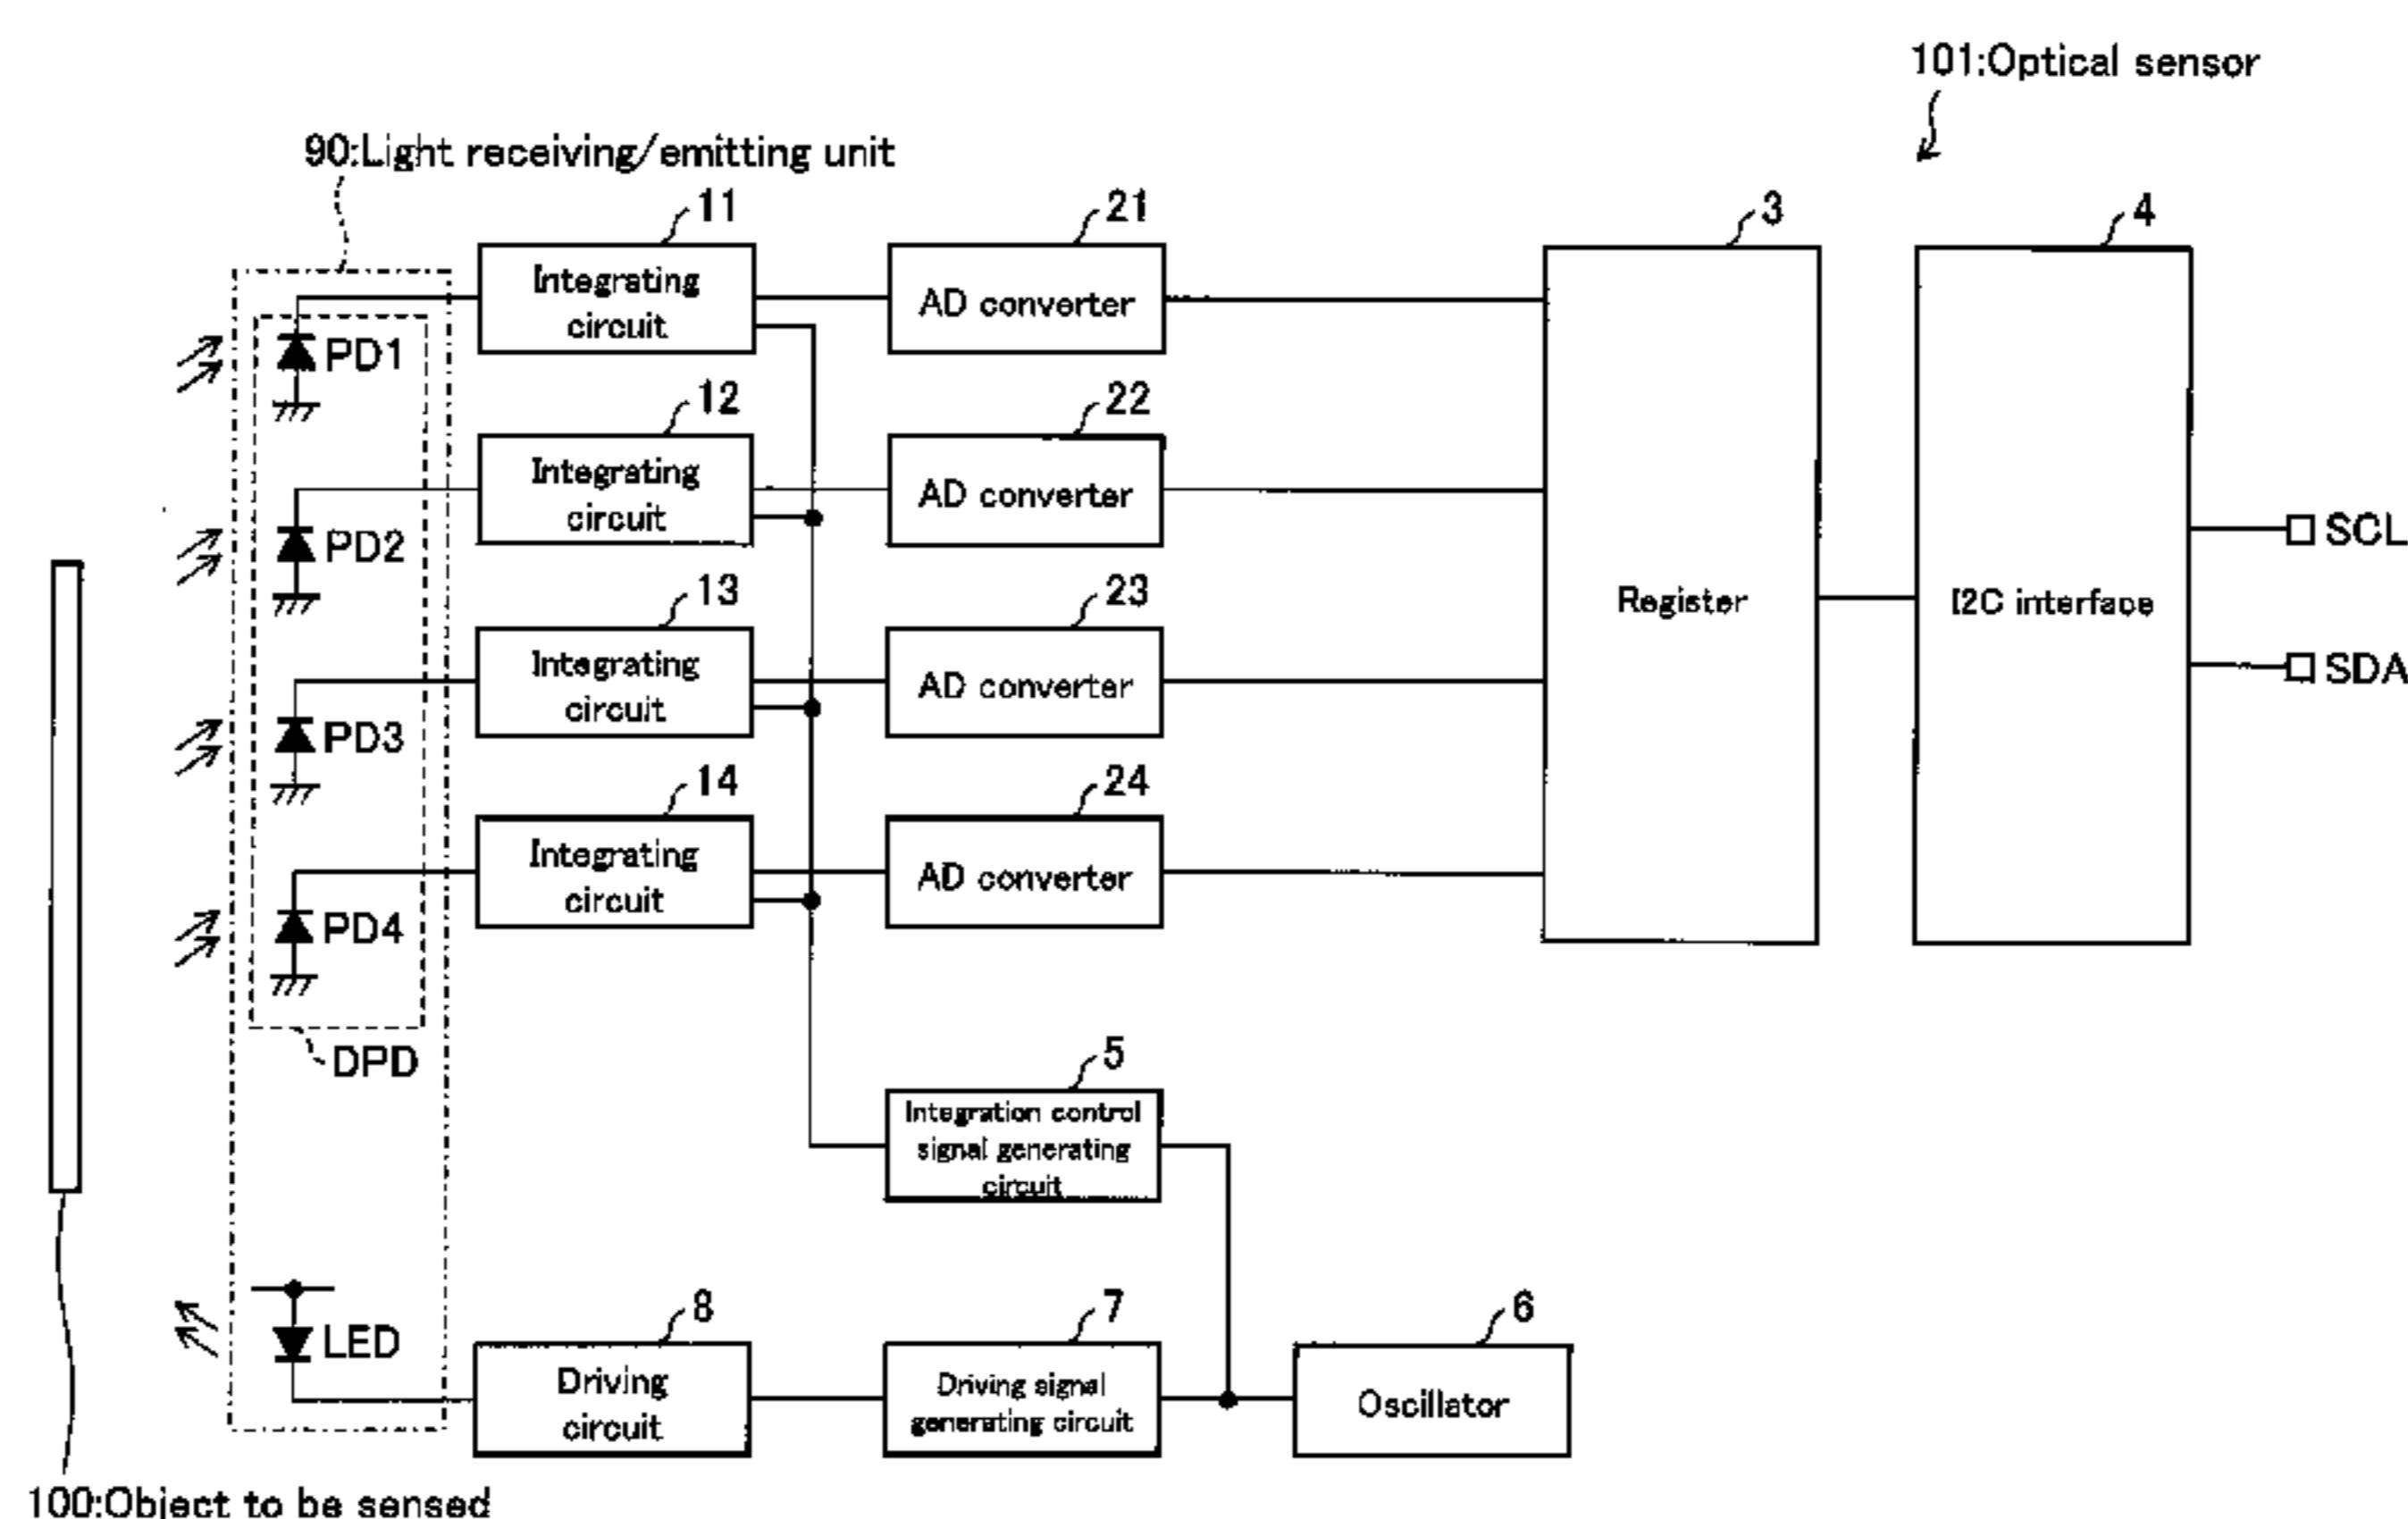 101:Optical sensor
90:Light receiving/emitting unit
11
21
3
4
Integrating
circuit
AD converter
PD1
12
22
Integrating
circuit
AD converter
PD2
SCL
13
23
Register
I2C interface
Integrating
circuit
AD converter
SDA
PD3
14
24
Integrating
circuit
AD converter
PD4
DPD
5
Integration control
signal generating
circuit
8
7
6
LED
Driving
circuit
Driving signal
generating circuit
Oscillator
100:Object to be sensed